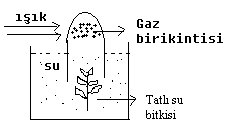 ışık
Gaz
birikintisi
su
Tatlı su
bitkisi